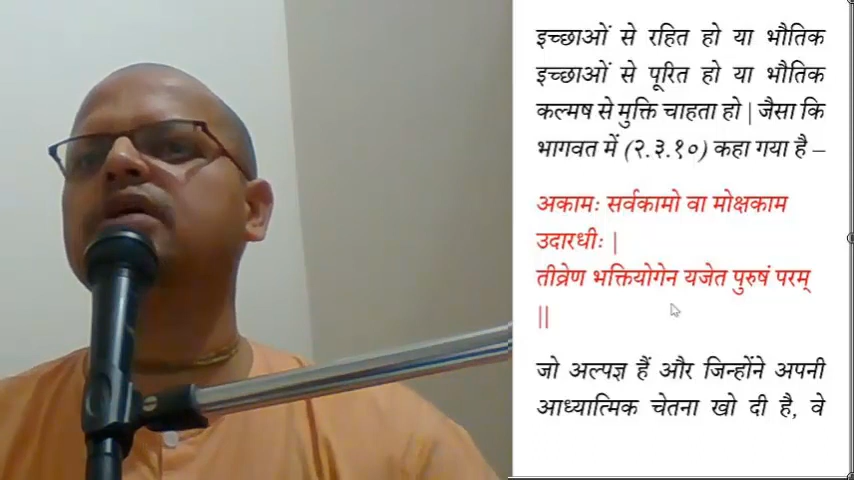 इच्छाओं से रहित हो या भौतिक
इच्छाओं से पूरित हो या भौतिक
कल्मष से मुक्ति चाहता हो | जैसा कि
भागवत में (२.३.१०) कहा गया है –
अकामः सर्वकामो वा मोक्षकाम
उदारधीः |
तीव्रेण भक्तियोगेन यजेत पुरुषं परम्
||
जो अल्पज्ञ हैं और जिन्होंने अपनी
आध्यात्मिक चेतना खो दी है, वे